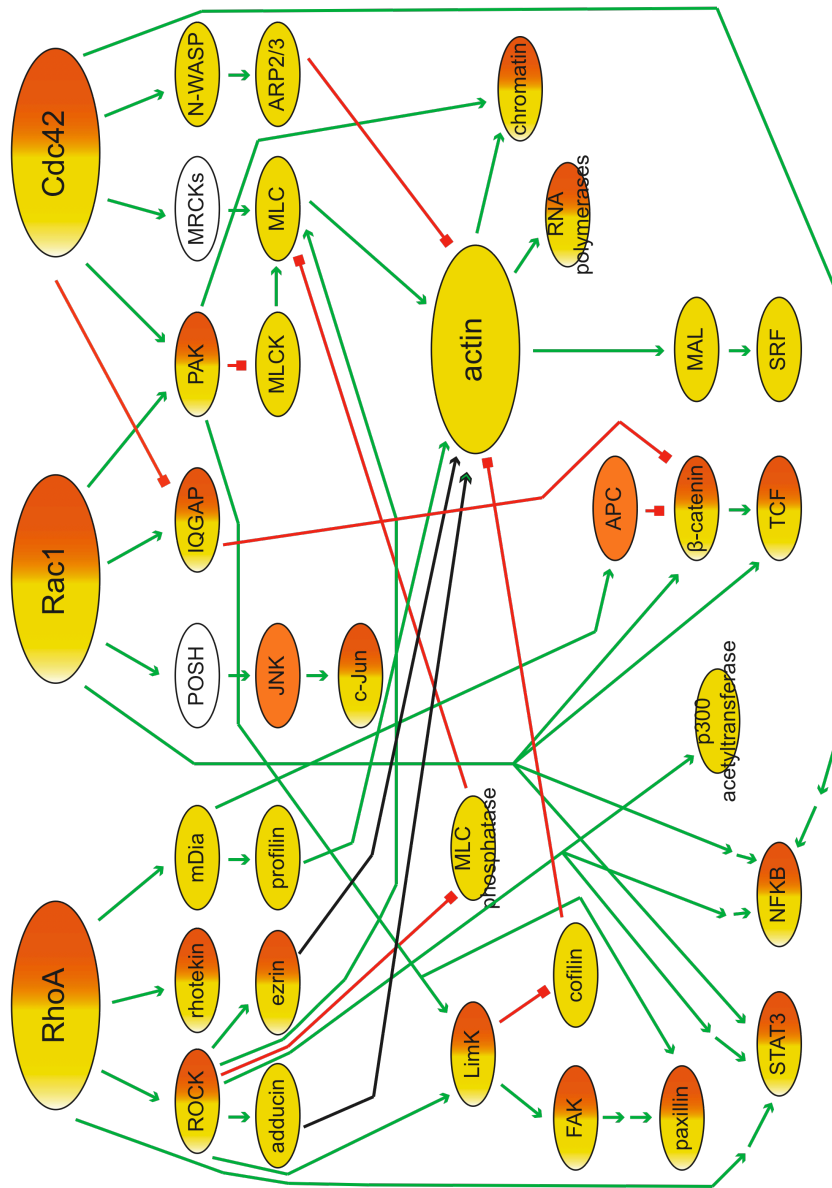 RhoA
Rac1
Cdc42
ROCK
rhotekin
mDia
POSH
IQGAP
PAK
MRCKs
N-WASP
adducin
ezrin
profilin
JNK
MLCK
MLC
ARP2/3
c-Jun
LimK
MLC
phosphatase
actin
chromatin
RNA
polymerases
FAK
cofilin
APC
paxillin
β-catenin
MAL
p300
acetyltransferase
STAT3
NFKB
TCF
SRF